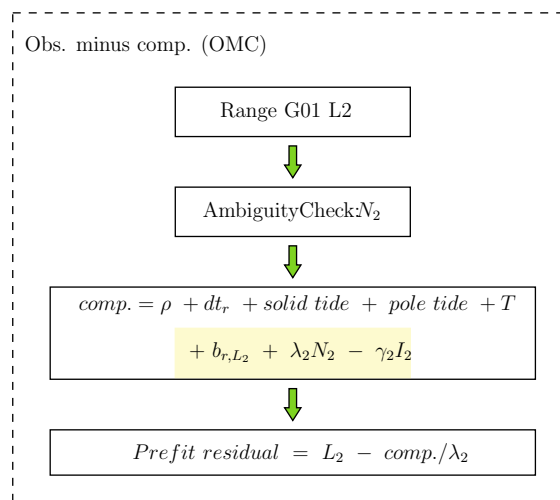 Obs. minus comp. (OMC)
Range G01 L2
AmbiguityCheck:N₂
comp. = ρ + dtᵣ + solid tide + pole tide + T
+ b_{r,L₂} + λ₂N₂ − γ₂I₂
Prefit residual = L₂ − comp./λ₂